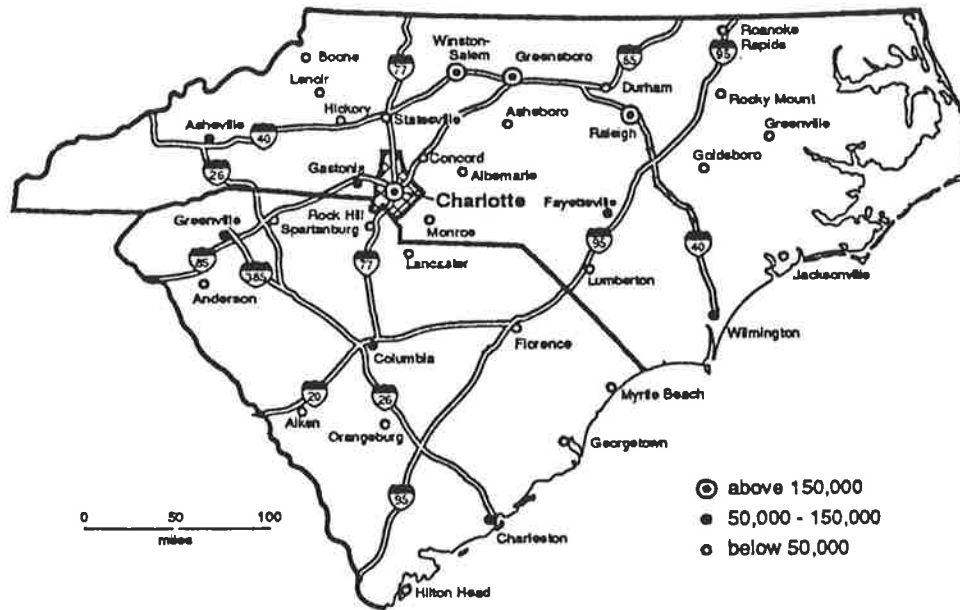 Roanoke
Rapids
Boone
Winston-
Salem
Greensboro
77
85
95
Lenoir
Durham
Rocky Mount
Hickory
Statesville
Asheboro
Asheville
40
Raleigh
Greenville
Goldsboro
Concord
Albemarle
26
Gastonia
Charlotte
Fayetteville
Greenville
Rock Hill
Spartanburg
Monroe
95
40
85
385
77
Lancaster
Lumberton
Jacksonville
Anderson
Wilmington
Columbia
Florence
20
26
Myrtle Beach
Aiken
Orangeburg
Georgetown
95
above 150,000
0 50 100
miles
50,000 - 150,000
Charleston
below 50,000
Hilton Head